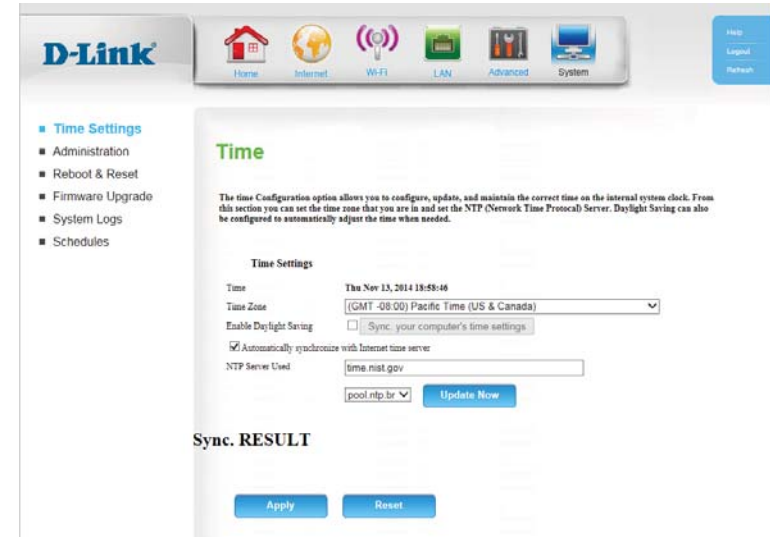 D-Link
Home
Internet
Wi-Fi
LAN
Advanced
System
Help
Logout
Refresh
Time Settings
Administration
Reboot & Reset
Firmware Upgrade
System Logs
Schedules
Time
The time Configuration option allows you to configure, update, and maintain the correct time on the internal system clock. From
this section you can set the time zone that you are in and set the NTP (Network Time Protocal) Server. Daylight Saving can also
be configured to automatically adjust the time when needed.
Time Settings
Time Thu Nov 13, 2014 18:58:46
Time Zone (GMT -08:00) Pacific Time (US & Canada)
Enable Daylight Saving Sync. your computer's time settings
Automatically synchronize with Internet time server
NTP Server Used time.nist.gov
pool.ntp.br Update Now
Sync. RESULT
Apply Reset